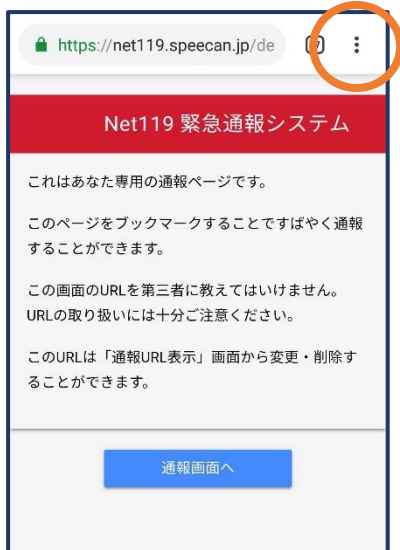 https://net119.speecan.jp/de
Net119 緊急通報システム
これはあなた専用の通報ページです。
このページをブックマークすることですばやく通報
することができます。
この画面のURLを第三者に教えてはいけません。
URLの取り扱いには十分ご注意ください。
このURLは「通報URL表示」画面から変更・削除す
ることができます。
通報画面へ